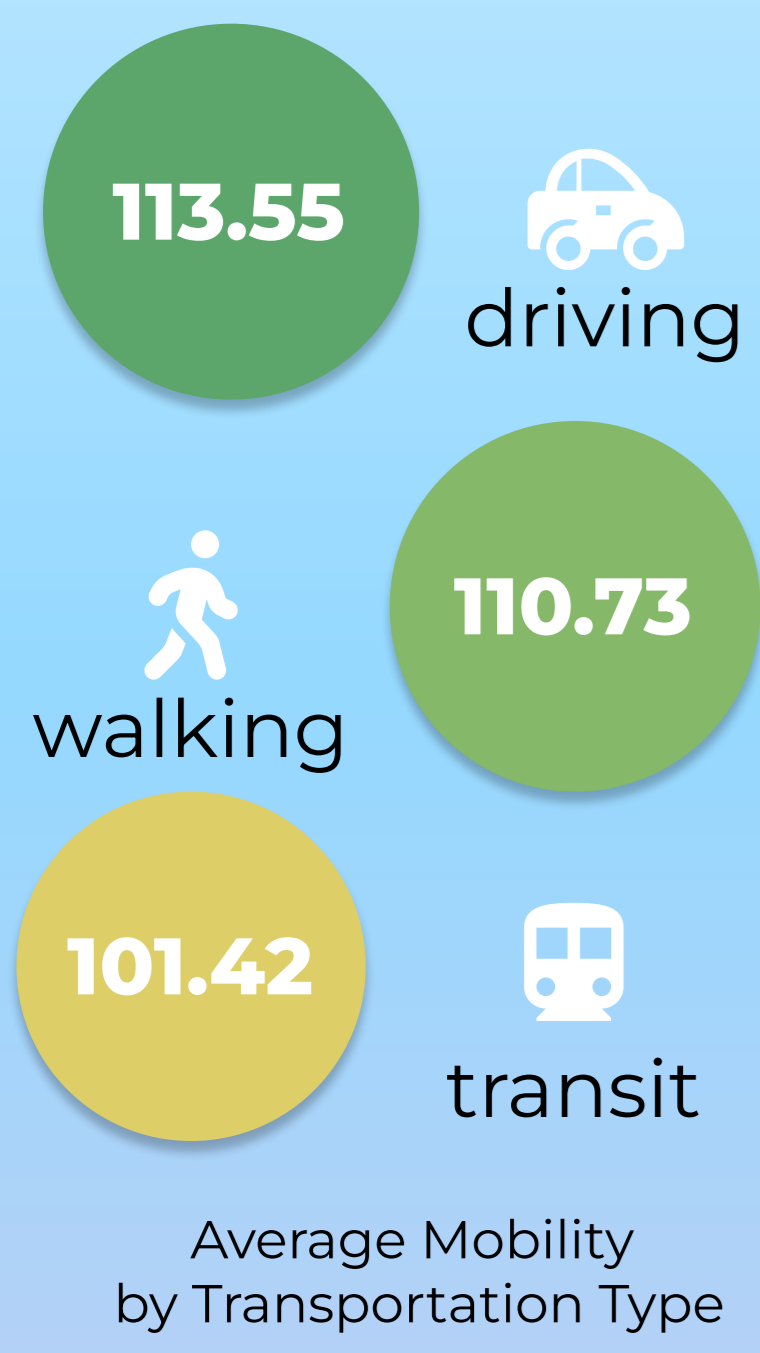 113.55
driving
110.73
walking
101.42
transit
Average Mobility
by Transportation Type